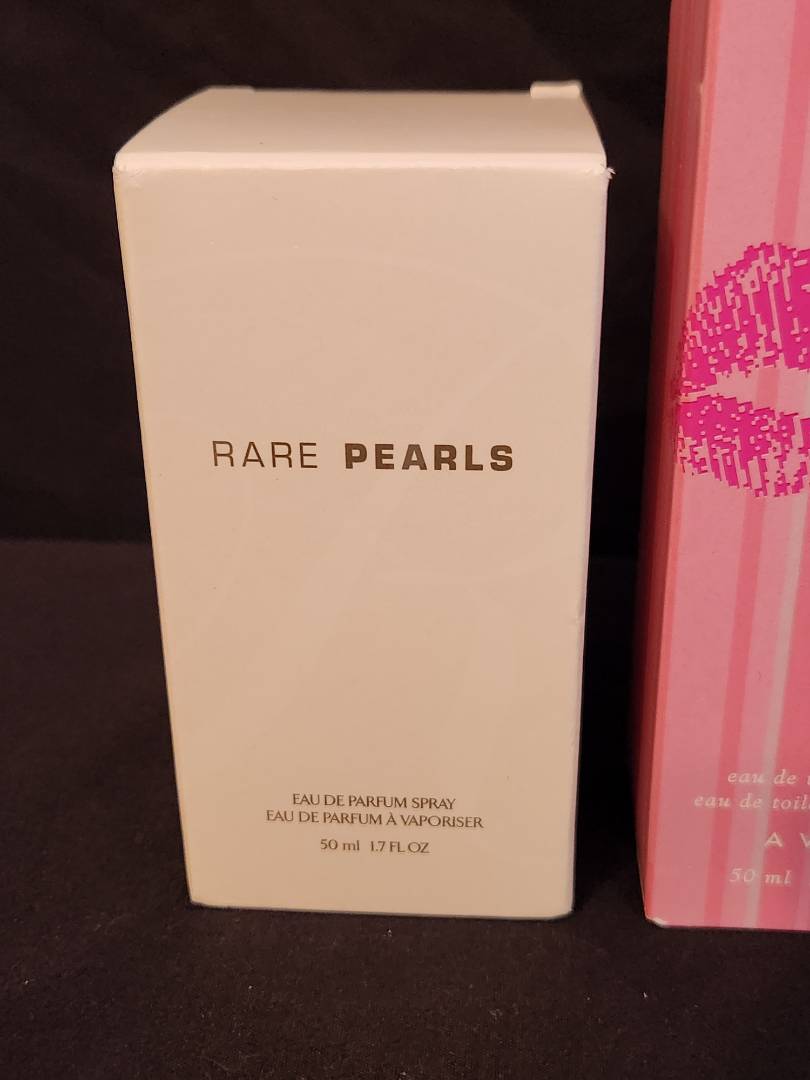 RARE PEARLS
EAU DE PARFUM SPRAY
EAU DE PARFUM À VAPORISER
50 ml 1.7 FL OZ
eau de
eau de
50 ml